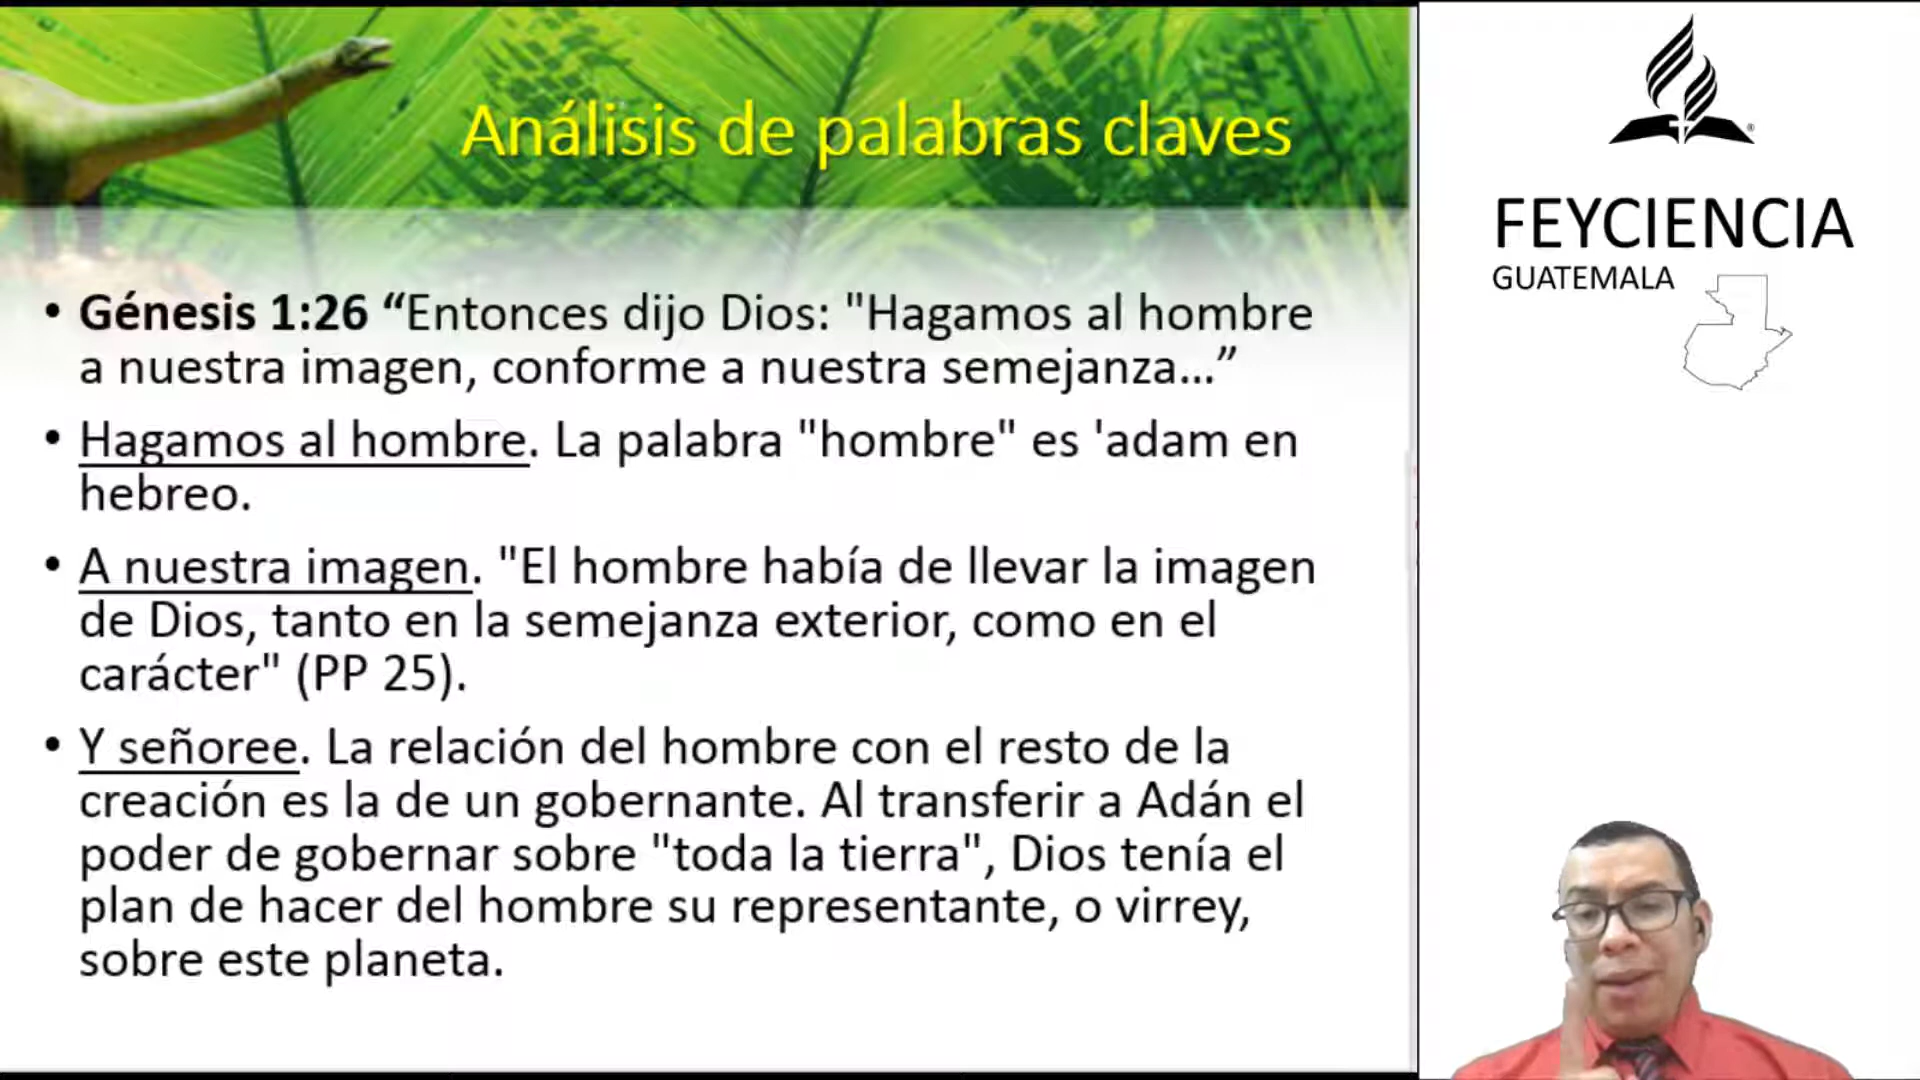 Análisis de palabras claves
• Génesis 1:26 “Entonces dijo Dios: "Hagamos al hombre
a nuestra imagen, conforme a nuestra semejanza…”
• Hagamos al hombre. La palabra "hombre" es 'adam en
hebreo.
• A nuestra imagen. "El hombre había de llevar la imagen
de Dios, tanto en la semejanza exterior, como en el
carácter" (PP 25).
• Y señoree. La relación del hombre con el resto de la
creación es la de un gobernante. Al transferir a Adán el
poder de gobernar sobre "toda la tierra", Dios tenía el
plan de hacer del hombre su representante, o virrey,
sobre este planeta.
®
FEYCIENCIA
GUATEMALA